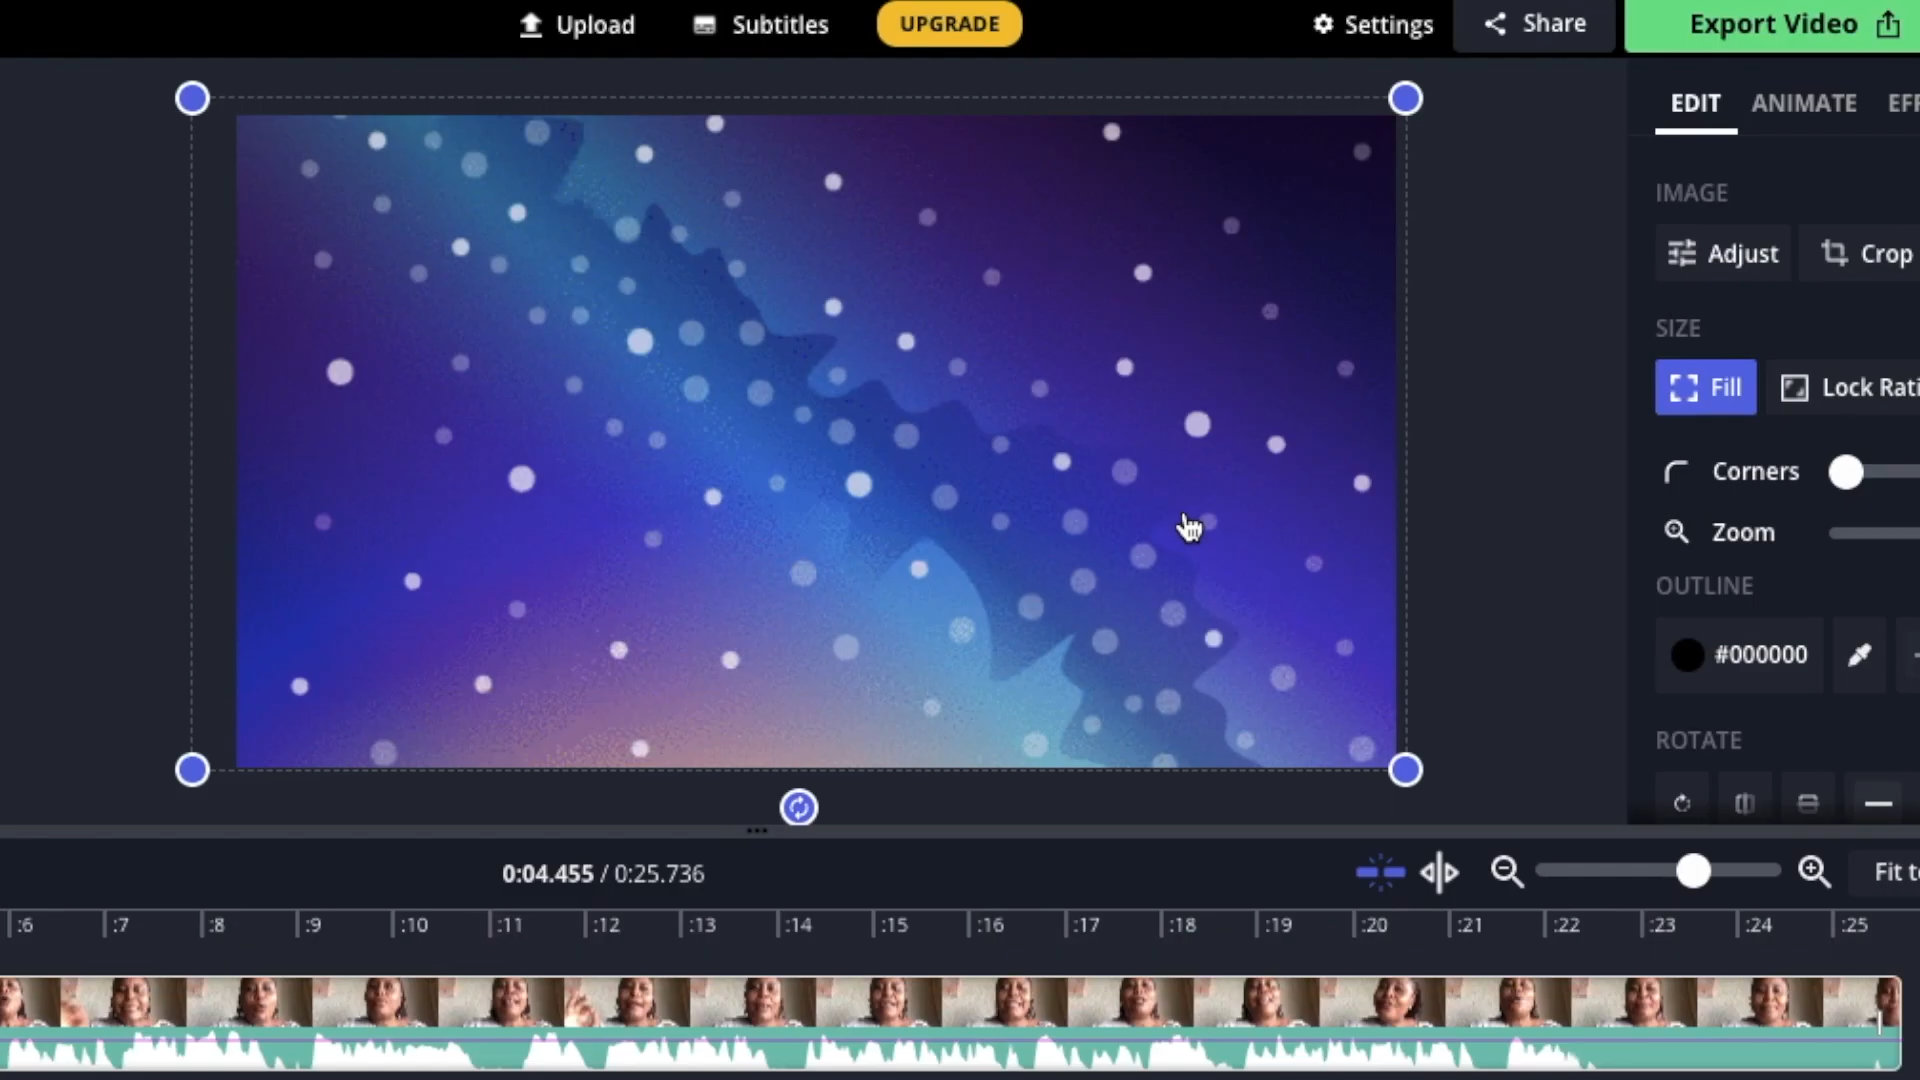 Upload Subtitles UPGRADE Settings Share Export Video
EDIT ANIMATE EFF
IMAGE
Adjust Crop
SIZE
Fill Lock Rati
Corners
Zoom
OUTLINE
#000000
ROTATE
0:04.455 / 0:25.736
Fit to
:6 :7 :8 :9 :10 :11 :12 :13 :14 :15 :16 :17 :18 :19 :20 :21 :22 :23 :24 :25